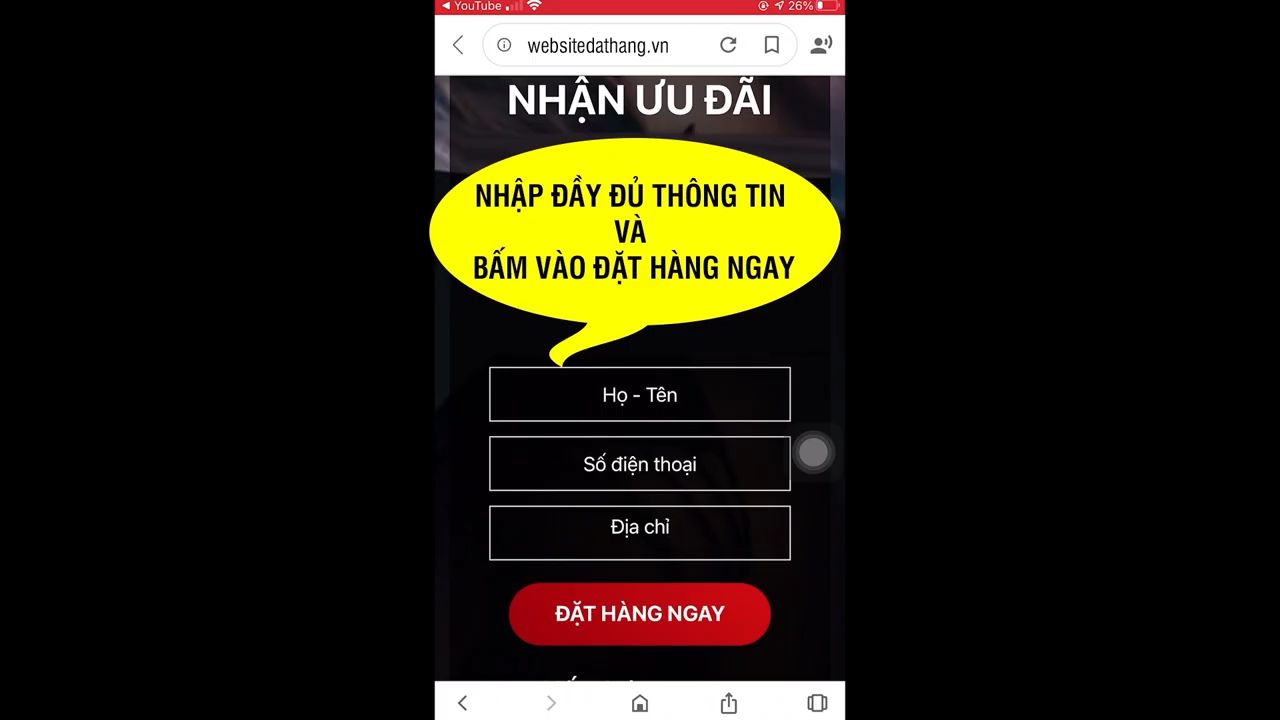 YouTube
26%
websitedathang.vn
NHẬN ƯU ĐÃI
NHẬP ĐẦY ĐỦ THÔNG TIN
VÀ
BẤM VÀO ĐẶT HÀNG NGAY
Họ - Tên
Số điện thoại
Địa chỉ
ĐẶT HÀNG NGAY